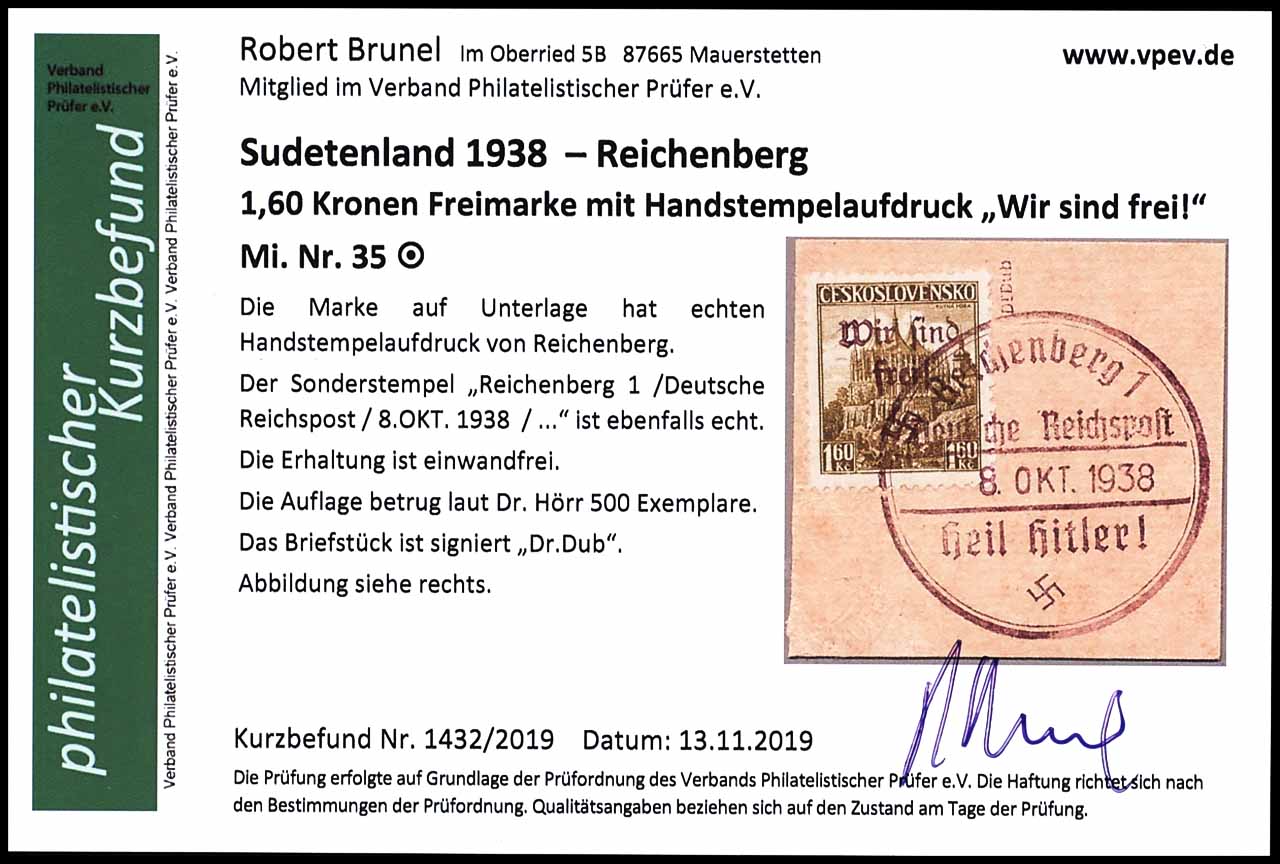 Verband
Philatelistischer
Prüfer e.V.
philatelistischer
Kurzbefund
Verband Philatelistischer Prüfer e.V. Verband Philatelistischer Prüfer e.V. Verband Philatelistischer Prüfer e.V. Verband Philatelistischer Prüfer e.V.
Robert Brunel Im Oberried 5B 87665 Mauerstetten
www.vpev.de
Mitglied im Verband Philatelistischer Prüfer e.V.
Sudetenland 1938 – Reichenberg
1,60 Kronen Freimarke mit Handstempelaufdruck „Wir sind frei!“
Mi. Nr. 35
Die Marke auf Unterlage hat echten
Handstempelaufdruck von Reichenberg.
Der Sonderstempel „Reichenberg 1 /Deutsche
Reichspost / 8.OKT. 1938 / ...“ ist ebenfalls echt.
Die Erhaltung ist einwandfrei.
Die Auflage betrug laut Dr. Hörr 500 Exemplare.
Das Briefstück ist signiert „Dr.Dub“.
Abbildung siehe rechts.
ČESKOSLOVENSKO
KUTNÁ HORA
Wir sind
frei!
1 60 Kč
1 60 Kč
DrDub
Reichenberg 1
Deutsche Reichspost
8. OKT. 1938
Heil Hitler!
Kurzbefund Nr. 1432/2019 Datum: 13.11.2019
Die Prüfung erfolgte auf Grundlage der Prüfordnung des Verbands Philatelistischer Prüfer e.V. Die Haftung richtet sich nach
den Bestimmungen der Prüfordnung. Qualitätsangaben beziehen sich auf den Zustand am Tage der Prüfung.